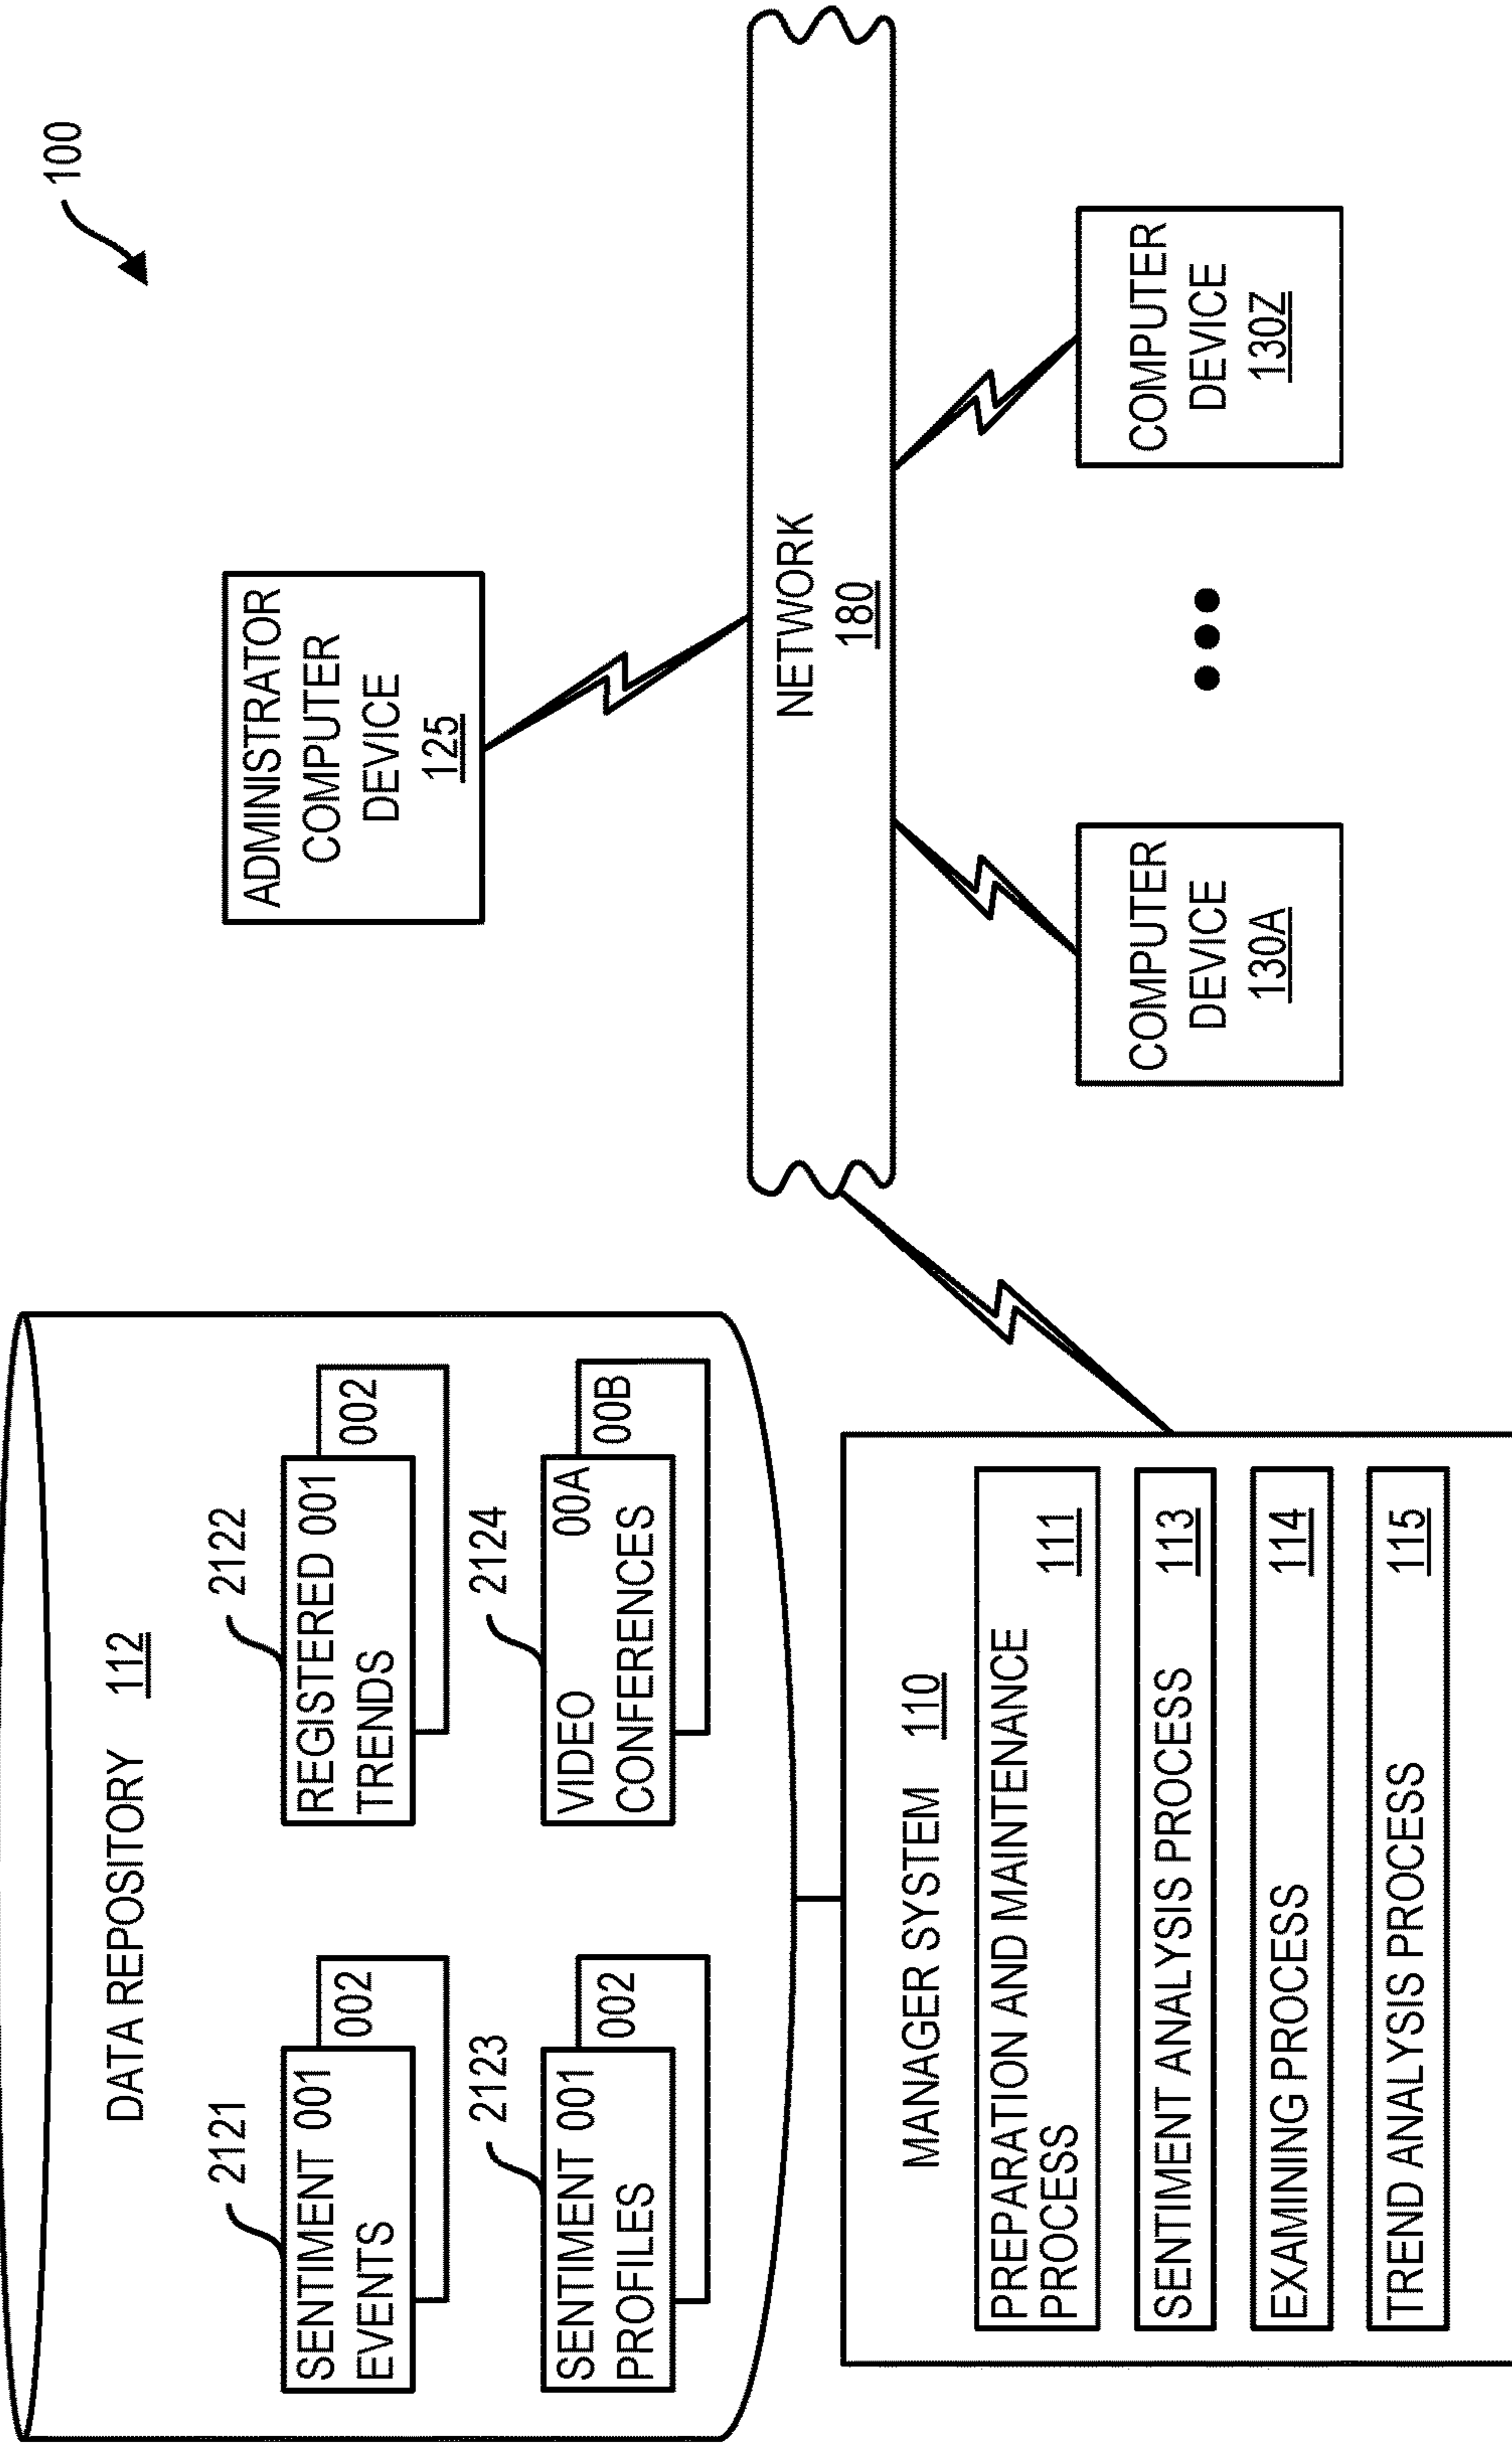 100
DATA REPOSITORY 112
2121
SENTIMENT 001
EVENTS
002
2122
REGISTERED 001
TRENDS
002
2123
SENTIMENT 001
PROFILES
002
2124
VIDEO 00A
CONFERENCES
00B
ADMINISTRATOR
COMPUTER
DEVICE
125
NETWORK
180
MANAGER SYSTEM 110
PREPARATION AND MAINTENANCE
PROCESS 111
SENTIMENT ANALYSIS PROCESS 113
EXAMINING PROCESS 114
TREND ANALYSIS PROCESS 115
COMPUTER
DEVICE
130A
COMPUTER
DEVICE
130Z